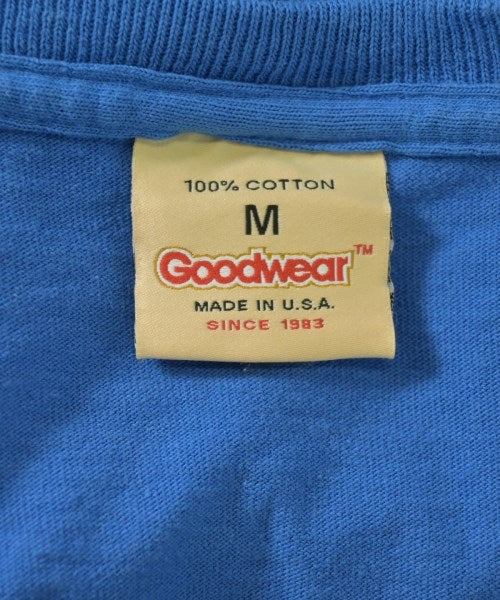 100% COTTON
M
Goodwear™
MADE IN U.S.A.
SINCE 1983